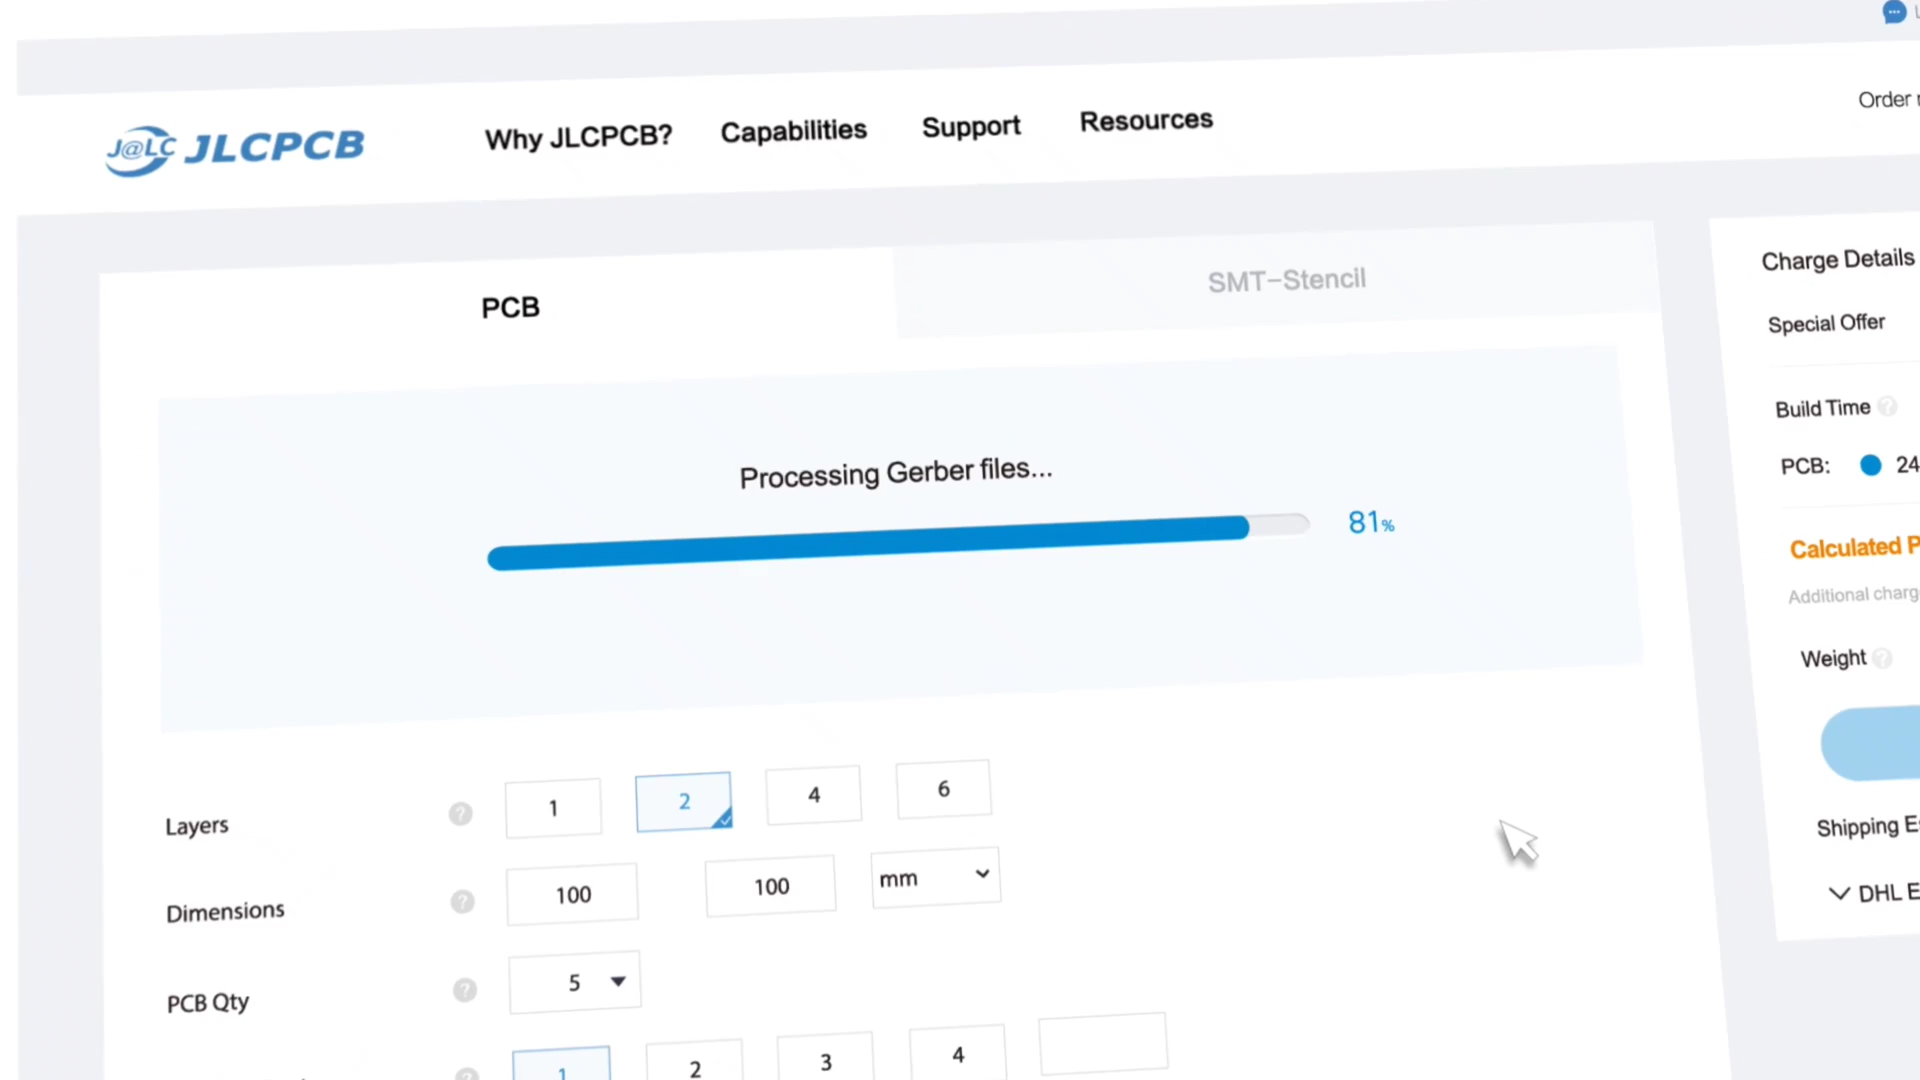 J@LC JLCPCB
Why JLCPCB? Capabilities Support Resources
Order
PCB
SMT-Stencil
Processing Gerber files...
81%
Layers ? 1 2 4 6
Dimensions ? 100 100 mm
PCB Qty ? 5
1 2 3 4
Charge Details
Special Offer
Build Time ?
PCB: 24
Calculated P
Additional charg
Weight ?
Shipping Es
DHL E